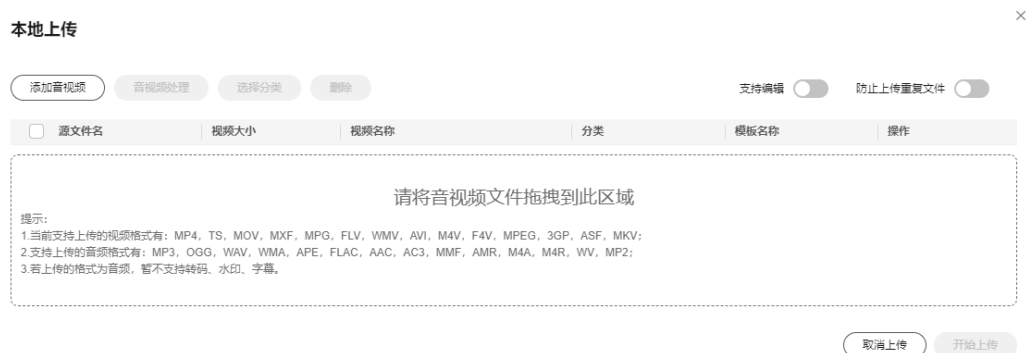 本地上传
添加音视频 音视频处理 选择分类 删除 支持编辑 防止上传重复文件
源文件名 视频大小 视频名称 分类 模板名称 操作
请将音视频文件拖拽到此区域
提示：
1.当前支持上传的视频格式有：MP4，TS，MOV，MXF，MPG，FLV，WMV，AVI，M4V，F4V，MPEG，3GP，ASF，MKV；
2.支持上传的音频格式有：MP3，OGG，WAV，WMA，APE，FLAC，AAC，AC3，MMF，AMR，M4A，M4R，WV，MP2；
3.若上传的格式为音频，暂不支持转码、水印、字幕。
取消上传 开始上传